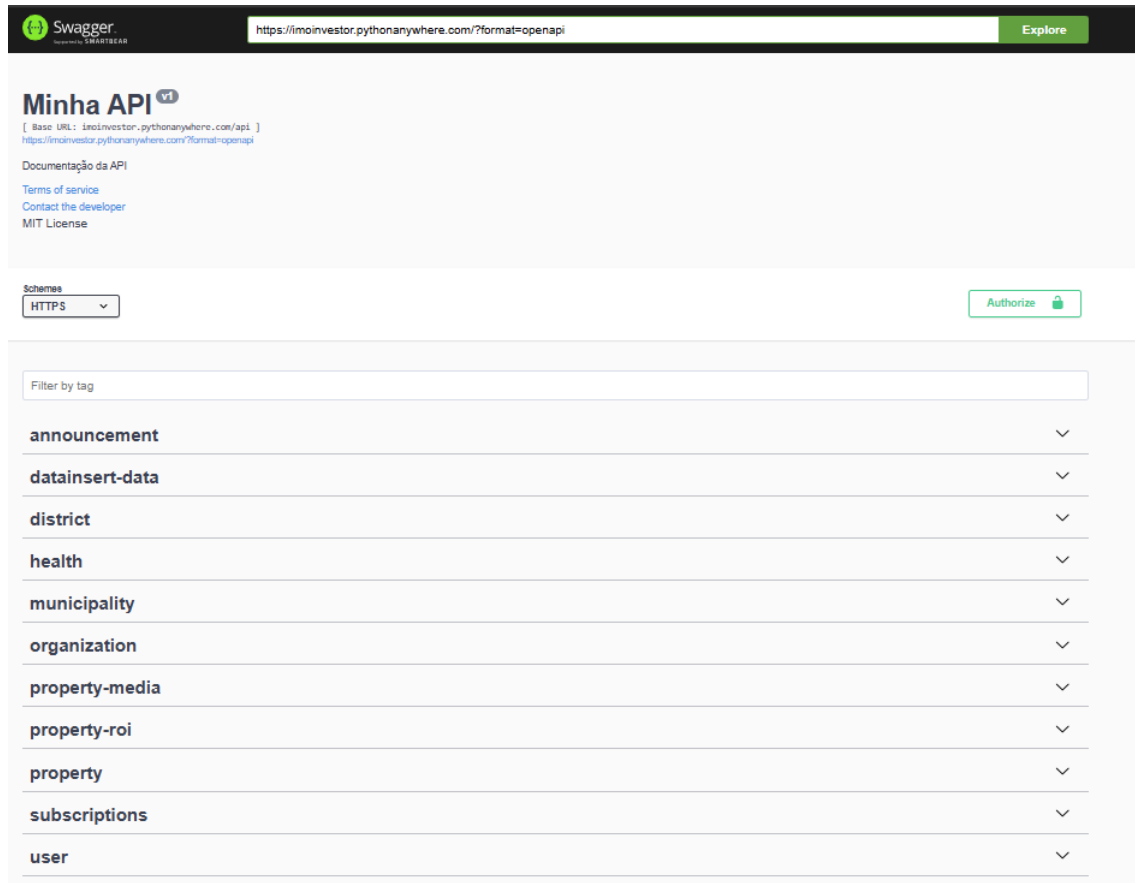 Swagger.
Supported by SMARTBEAR
https://imoinvestor.pythonanywhere.com/?format=openapi
Explore
Minha API v1
[ Base URL: imoinvestor.pythonanywhere.com/api ]
https://imoinvestor.pythonanywhere.com/?format=openapi
Documentação da API
Terms of service
Contact the developer
MIT License
Schemes
HTTPS
Authorize
Filter by tag
announcement
datainsert-data
district
health
municipality
organization
property-media
property-roi
property
subscriptions
user